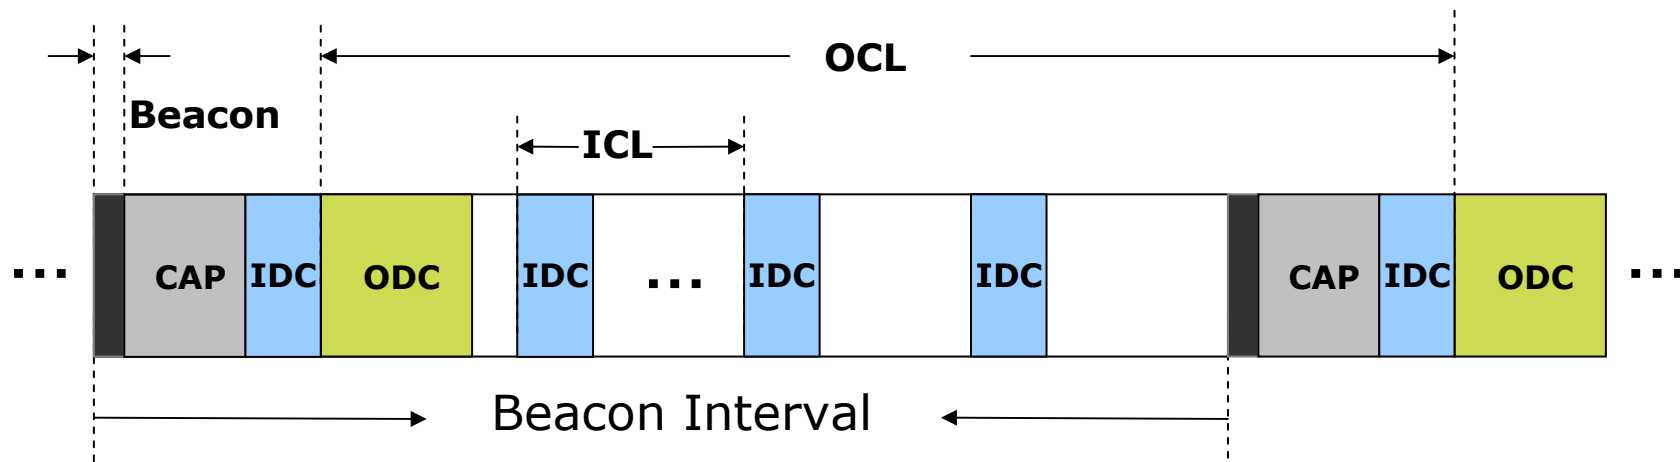 OCL
Beacon
ICL
... CAP IDC ODC IDC ... IDC IDC CAP IDC ODC ...
Beacon Interval